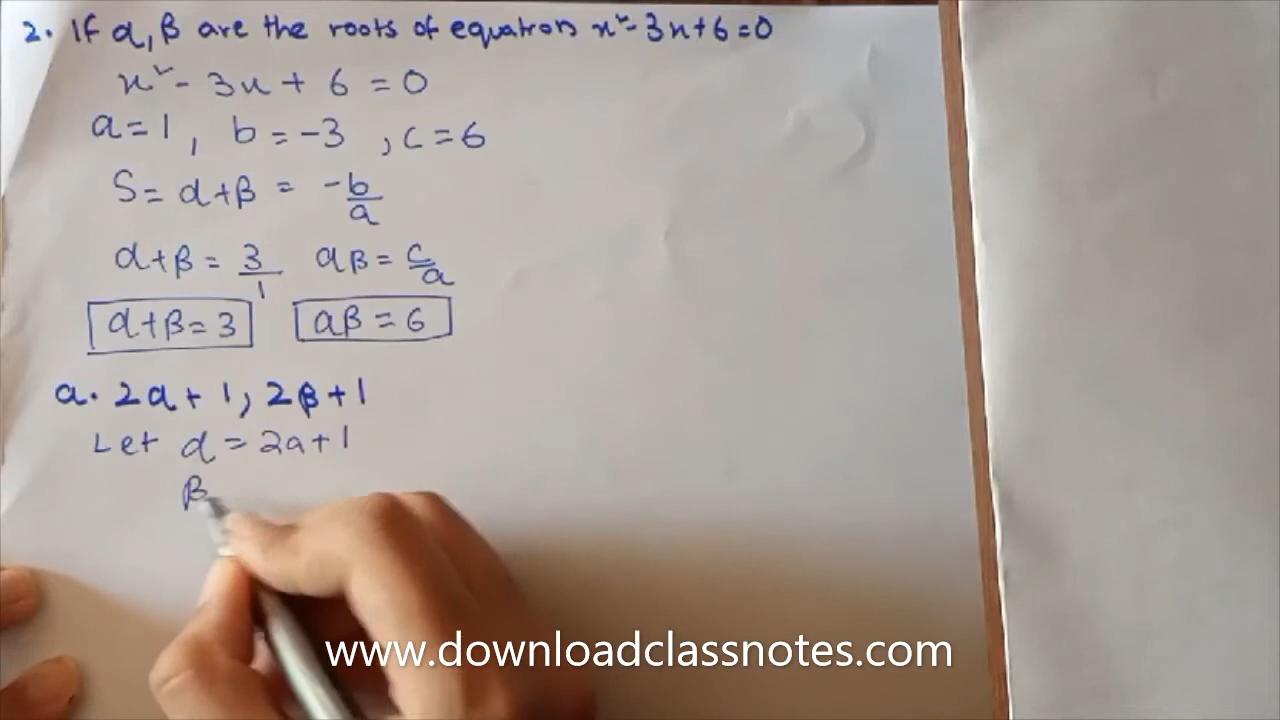 2. If α, β are the roots of equation x² - 3x + 6 = 0
x² - 3x + 6 = 0
a = 1, b = -3, c = 6
S = α + β = -b/a
α + β = 3/1 αβ = c/a
α + β = 3 αβ = 6
a. 2α + 1, 2β + 1
Let α = 2α + 1
β
www.downloadclassnotes.com